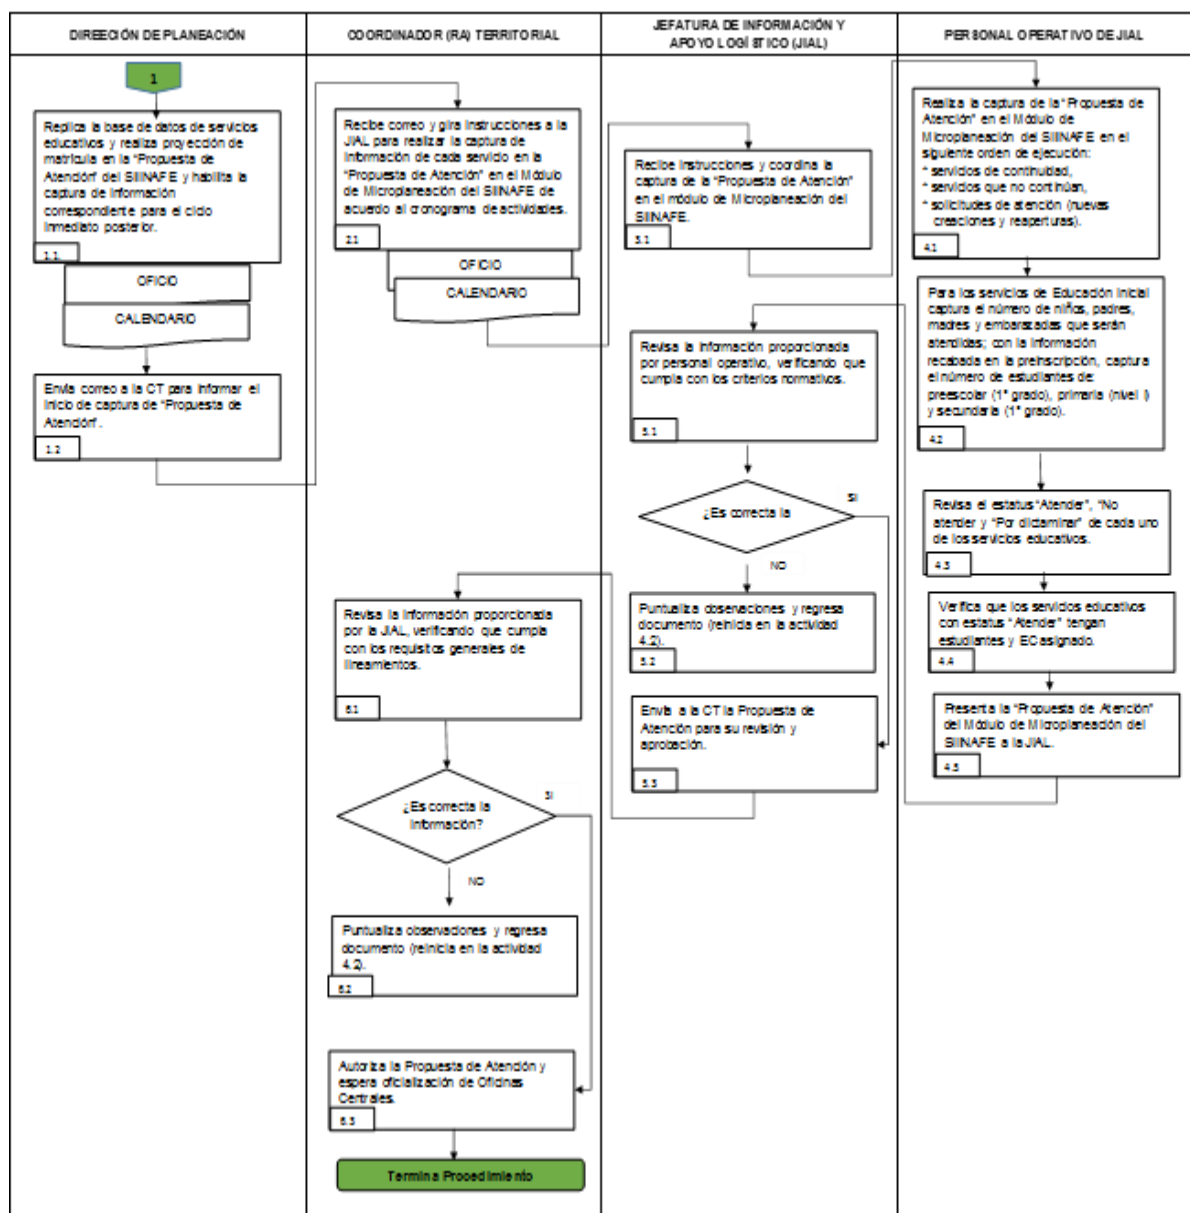 DIREECIÓN DE PLANEACIÓN
COORDINADOR (RA) TERRITORIAL
JEFATURA DE INFORMACIÓN Y
APOYO LOGÍSTICO (JIAL)
PERSONAL OPERATIVO DE JIAL
1
Replica la base de datos de servicios
educativos y realiza proyección de
matrícula en la "Propuesta de
Atención" del SIINAFE y habilita la
captura de información
correspondiente para el ciclo
inmediato posterior.
1.1.
OFICIO
CALENDARIO
Envía correo a la CT para informar el
inicio de captura de "Propuesta de
Atención".
1.2
Recibe correo y gira instrucciones a la
JIAL para realizar la captura de
información de cada servicio en la
"Propuesta de Atención" en el Módulo
de Microplaneación del SIINAFE de
acuerdo al cronograma de actividades.
2.1
OFICIO
CALENDARIO
Revisa la información proporcionada
por la JIAL, verificando que cumpla
con los requisitos generales de
lineamientos.
6.1
¿Es correcta la
información?
SI
NO
Puntualiza observaciones y regresa
documento (reinicia en la actividad
4.2).
6.2
Autoriza la Propuesta de Atención y
espera oficialización de Oficinas
Centrales.
6.3
Termina Procedimiento
Recibe instrucciones y coordina la
captura de la "Propuesta de Atención"
en el módulo de Microplaneación del
SIINAFE.
3.1
Revisa la información proporcionada
por personal operativo, verificando que
cumpla con los criterios normativos.
5.1
¿Es correcta la
SI
NO
Puntualiza observaciones y regresa
documento (reinicia en la actividad
4.2).
5.2
Envía a la CT la Propuesta de
Atención para su revisión y
aprobación.
5.3
Realiza la captura de la "Propuesta de
Atención" en el Módulo de
Microplaneación del SIINAFE en el
siguiente orden de ejecución:
* servicios de continuidad,
* servicios que no continúan,
* solicitudes de atención (nuevas
creaciones y reaperturas).
4.1
Para los servicios de Educación Inicial
captura el número de niños, padres,
madres y embarazadas que serán
atendidas; con la información
recabada en la preinscripción, captura
el número de estudiantes de:
preescolar (1° grado), primaria (nivel I)
y secundaria (1° grado).
4.2
Revisa el estatus "Atender", "No
atender y "Por dictaminar" de cada uno
de los servicios educativos.
4.3
Verifica que los servicios educativos
con estatus "Atender" tengan
estudiantes y EC asignado.
4.4
Presenta la "Propuesta de Atención"
del Módulo de Microplaneación del
SIINAFE a la JIAL.
4.5